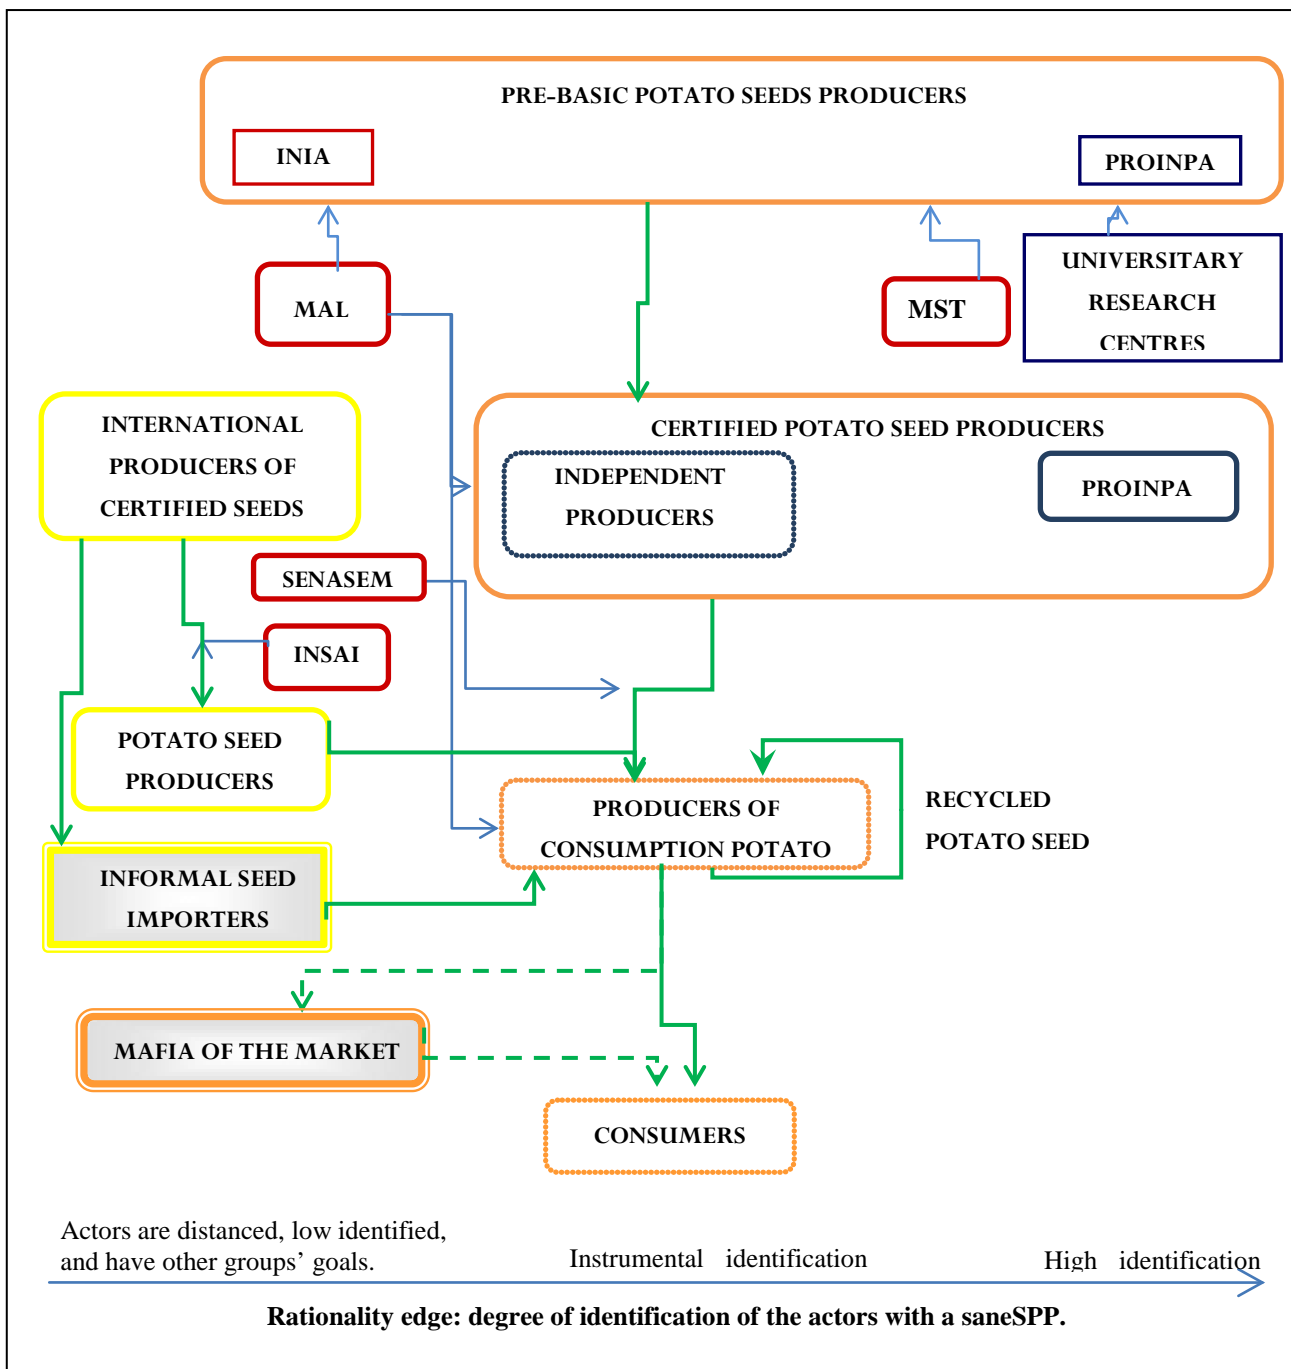 PRE-BASIC POTATO SEEDS PRODUCERS
INIA
PROINPA
MAL
MST
UNIVERSITARY
RESEARCH
CENTRES
INTERNATIONAL
PRODUCERS OF
CERTIFIED SEEDS
CERTIFIED POTATO SEED PRODUCERS
INDEPENDENT
PRODUCERS
PROINPA
SENASEM
INSAI
POTATO SEED
PRODUCERS
PRODUCERS OF
CONSUMPTION POTATO
RECYCLED
POTATO SEED
INFORMAL SEED
IMPORTERS
MAFIA OF THE MARKET
CONSUMERS
Actors are distanced, low identified,
and have other groups’ goals.
Instrumental identification
High identification
Rationality edge: degree of identification of the actors with a saneSPP.